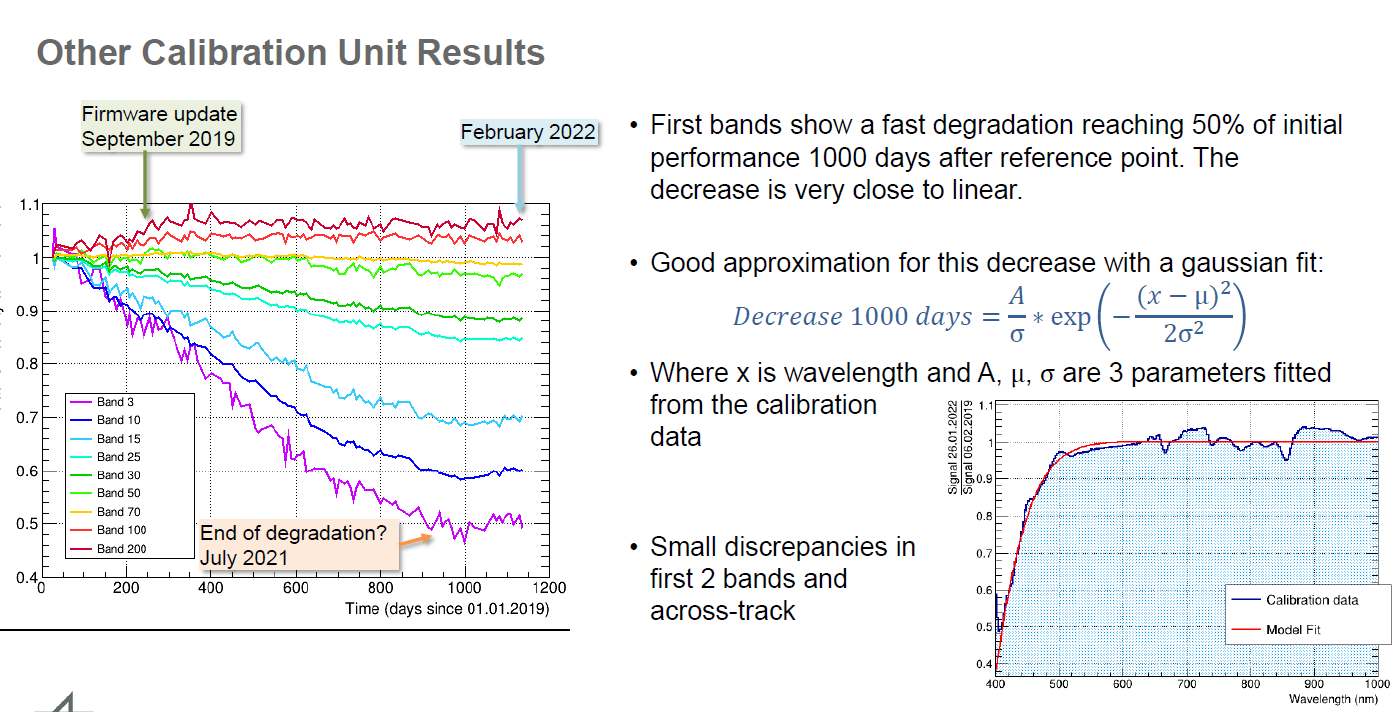 Other Calibration Unit Results
Firmware update
September 2019
February 2022
1.1
1
0.9
0.8
0.7
0.6
0.5
0.4
Band 3
Band 10
Band 15
Band 25
Band 30
Band 50
Band 70
Band 100
Band 200
End of degradation?
July 2021
0 200 400 600 800 1000 1200
Time (days since 01.01.2019)
• First bands show a fast degradation reaching 50% of initial
performance 1000 days after reference point. The
decrease is very close to linear.
• Good approximation for this decrease with a gaussian fit:
Decrease 1000 days = A/σ * exp(−(x − μ)²/2σ²)
• Where x is wavelength and A, μ, σ are 3 parameters fitted
from the calibration
data
• Small discrepancies in
first 2 bands and
across-track
Signal 26.01.2022
Signal 06.02.2019
1.1
1
0.9
0.8
0.7
0.6
0.5
0.4
Calibration data
Model Fit
400 500 600 700 800 900 1000
Wavelength (nm)